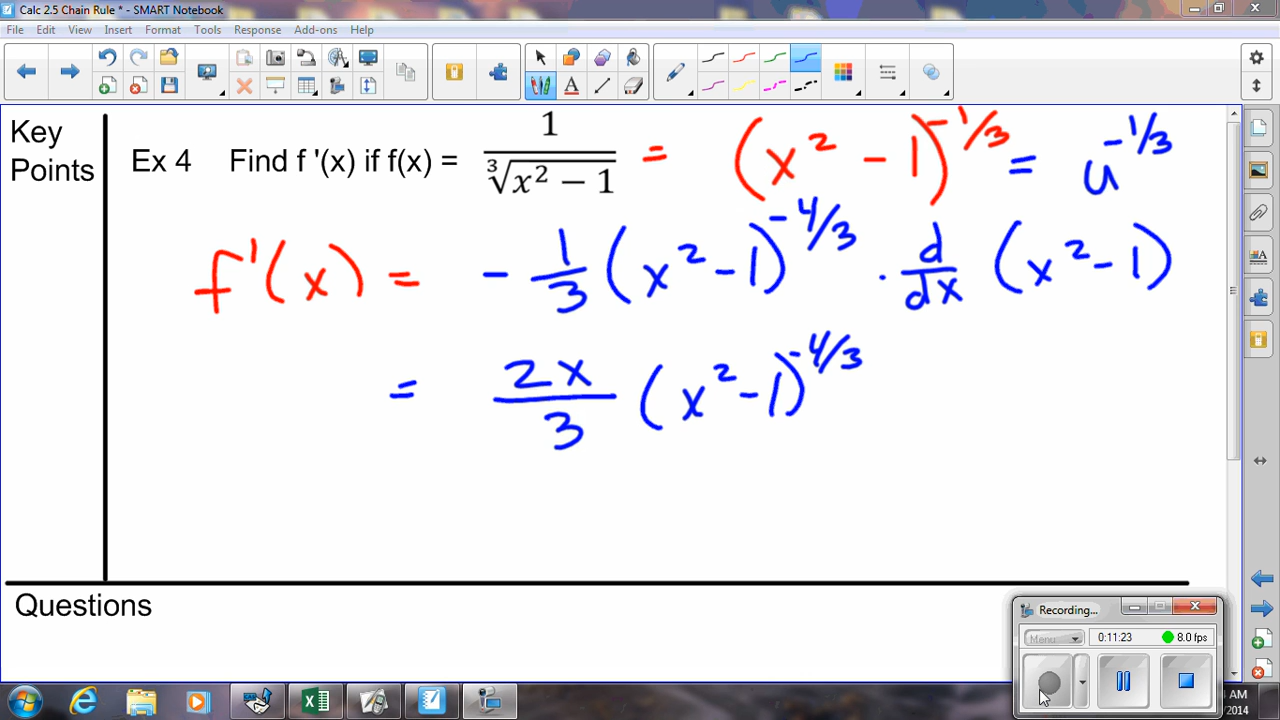 Calc 2.5 Chain Rule * - SMART Notebook
File Edit View Insert Format Tools Response Add-ons Help
Key Points
Ex 4 Find f '(x) if f(x) = 1/∛(x² − 1) = (x² − 1)^(-1/3) = u^(-1/3)
f'(x) = - 1/3 (x² - 1)^(-4/3) · d/dx (x² - 1)
= 2x/3 (x² - 1)^(-4/3)
Questions
Recording...
Menu 0:11:23 8.0 fps
AM
2014